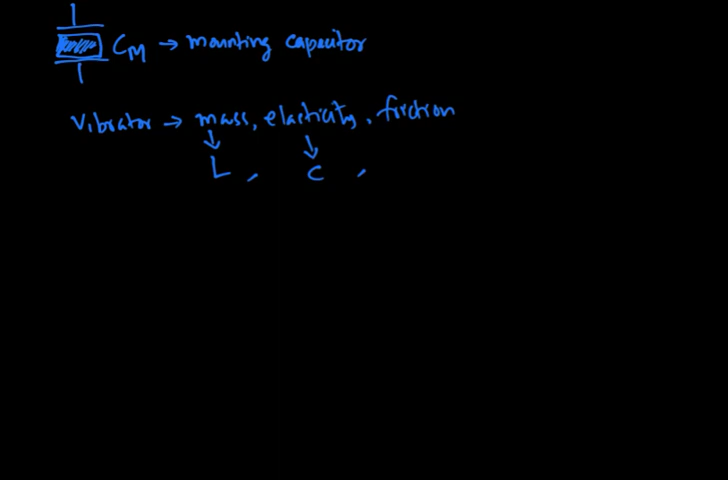 CM → mounting capacitor
Vibrator → mass, elasticity, friction
↓ ↓
L , C ,